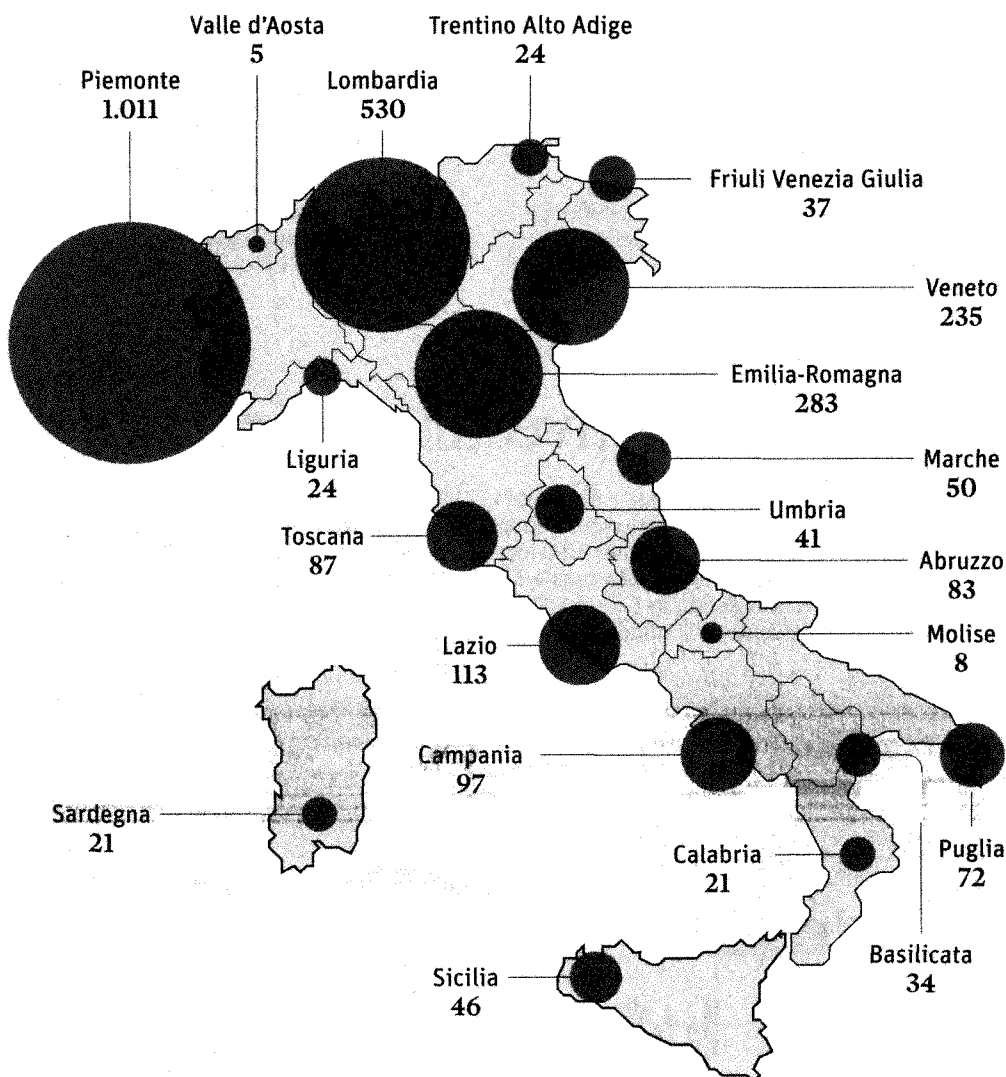 Valle d'Aosta
5
Trentino Alto Adige
24
Piemonte
1.011
Lombardia
530
Friuli Venezia Giulia
37
Veneto
235
Emilia-Romagna
283
Liguria
24
Marche
50
Umbria
41
Toscana
87
Abruzzo
83
Lazio
113
Molise
8
Campania
97
Sardegna
21
Calabria
21
Puglia
72
Basilicata
34
Sicilia
46